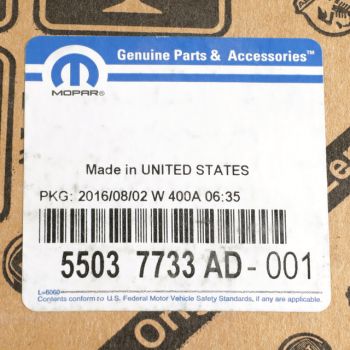 Genuine Parts & Accessories™
MOPAR®
Made in UNITED STATES
PKG: 2016/08/02 W 400A 06:35
5503 7733 AD - 001
L-6060
Contents conform to U.S. Federal Motor Vehicle Safety Standards, if any are applicable.